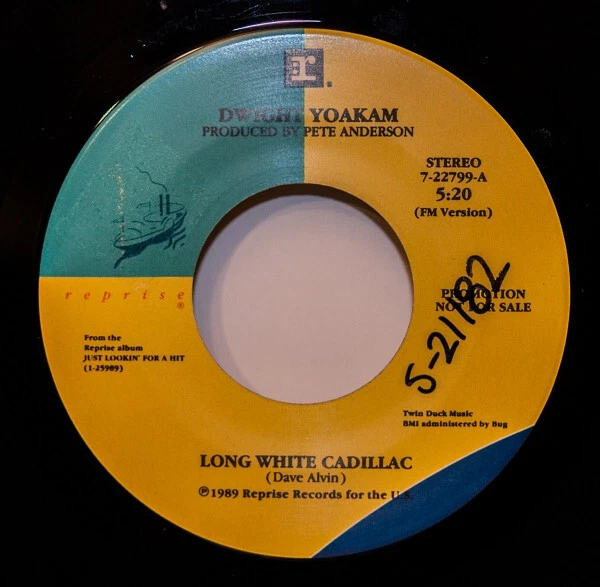 r.
DWIGHT YOAKAM
PRODUCED BY PETE ANDERSON
STEREO
7-22799-A
5:20
(FM Version)
reprise
®
PROMOTION
NOT FOR SALE
5-21182
From the
Reprise album
JUST LOOKIN' FOR A HIT
(1-25989)
Twin Duck Music
BMI administered by Bug
LONG WHITE CADILLAC
(Dave Alvin)
℗1989 Reprise Records for the U.S.